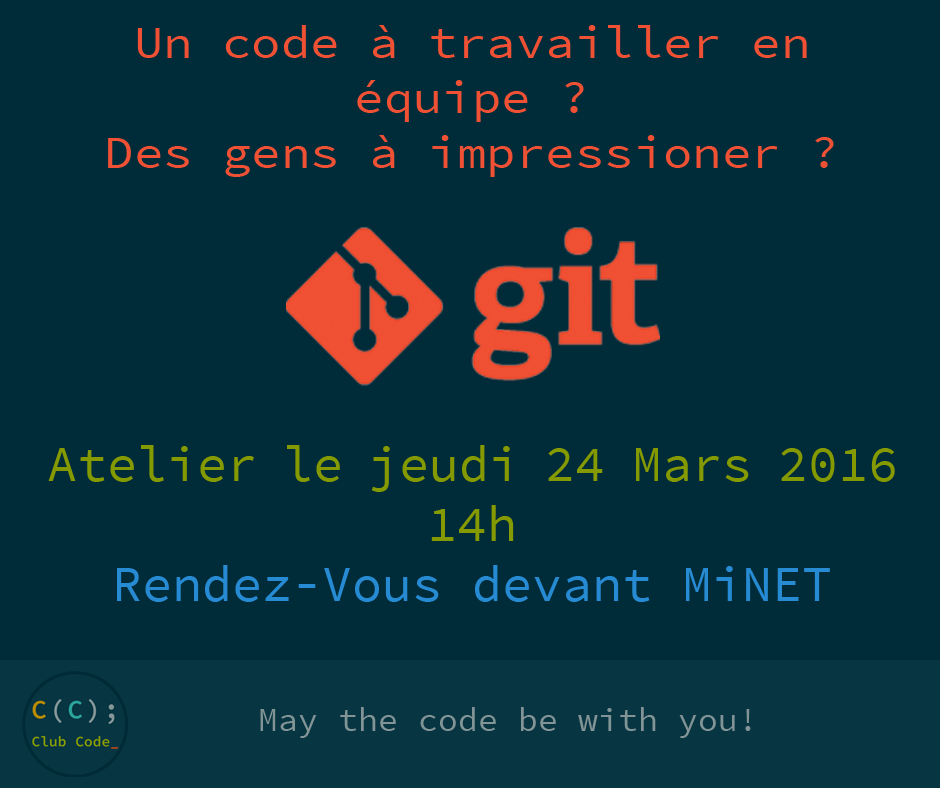 Un code à travailler en
équipe ?
Des gens à impressioner ?
git
Atelier le jeudi 24 Mars 2016
14h
Rendez-Vous devant MiNET
C(C);
Club Code_
May the code be with you!